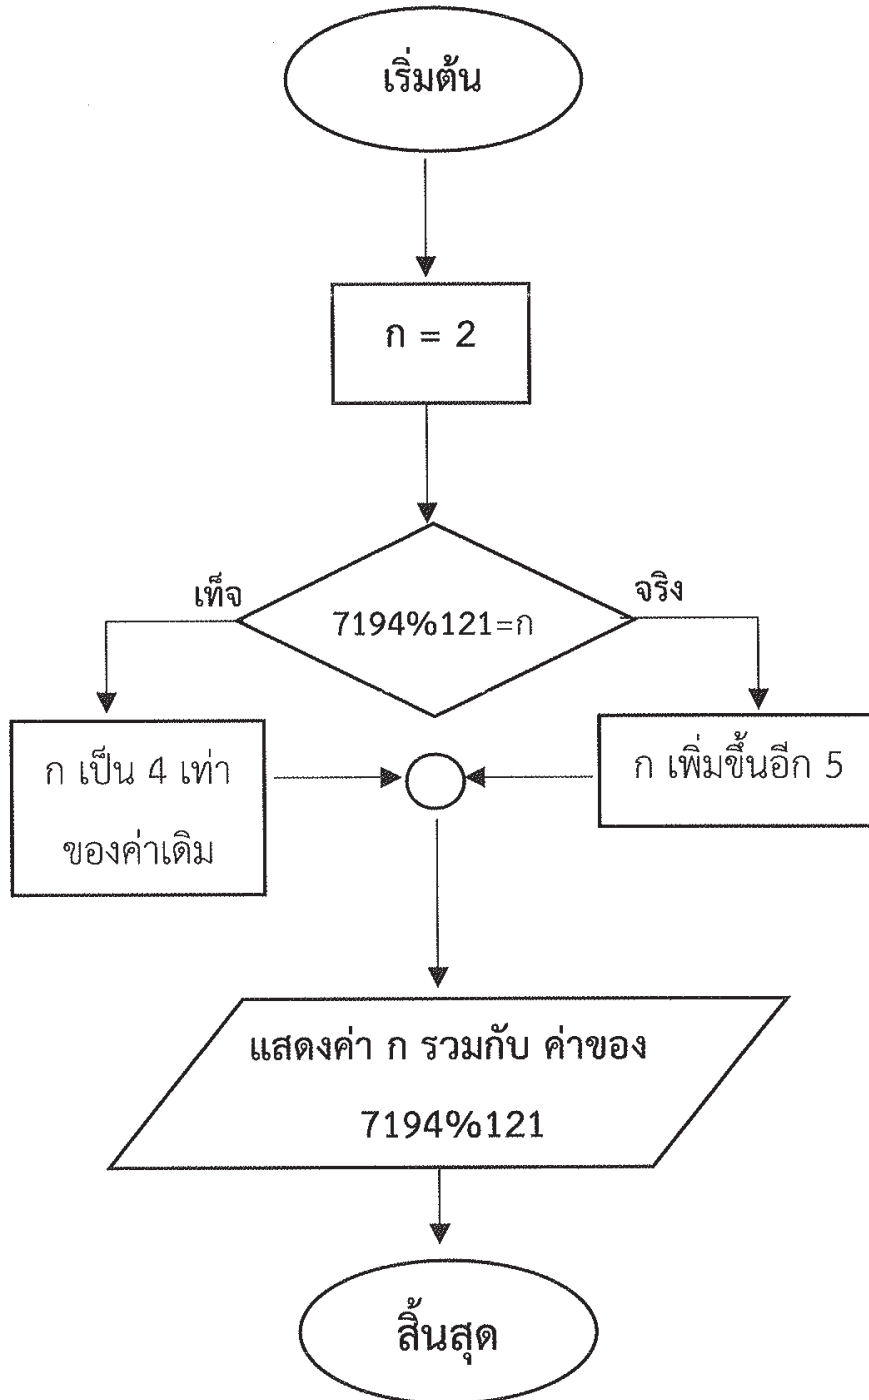 เริ่มต้น
ก = 2
เท็จ
จริง
7194%121=ก
ก เป็น 4 เท่า
ของค่าเดิม
ก เพิ่มขึ้นอีก 5
แสดงค่า ก รวมกับ ค่าของ
7194%121
สิ้นสุด